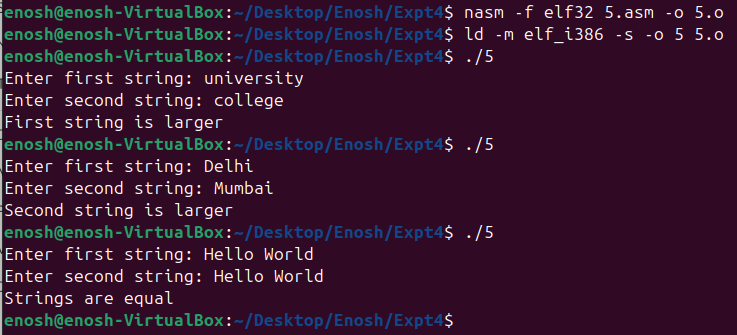 enosh@enosh-VirtualBox:~/Desktop/Enosh/Expt4$ nasm -f elf32 5.asm -o 5.o
enosh@enosh-VirtualBox:~/Desktop/Enosh/Expt4$ ld -m elf_i386 -s -o 5 5.o
enosh@enosh-VirtualBox:~/Desktop/Enosh/Expt4$ ./5
Enter first string: university
Enter second string: college
First string is larger
enosh@enosh-VirtualBox:~/Desktop/Enosh/Expt4$ ./5
Enter first string: Delhi
Enter second string: Mumbai
Second string is larger
enosh@enosh-VirtualBox:~/Desktop/Enosh/Expt4$ ./5
Enter first string: Hello World
Enter second string: Hello World
Strings are equal
enosh@enosh-VirtualBox:~/Desktop/Enosh/Expt4$